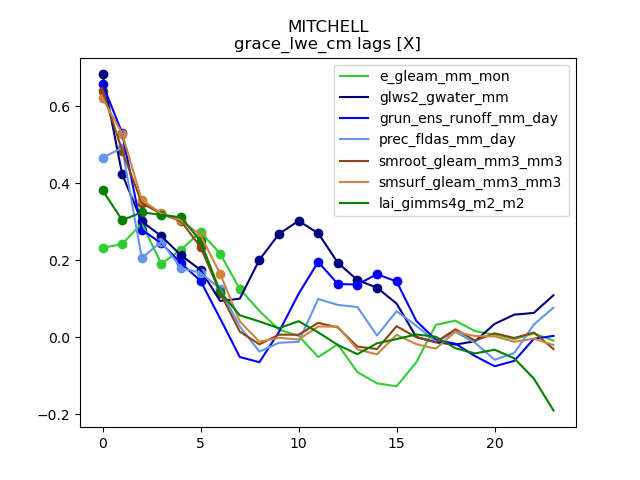 MITCHELL
grace_lwe_cm lags [X]
e_gleam_mm_mon
glws2_gwater_mm
grun_ens_runoff_mm_day
prec_fldas_mm_day
smroot_gleam_mm3_mm3
smsurf_gleam_mm3_mm3
lai_gimms4g_m2_m2
0.6
0.4
0.2
0.0
−0.2
0 5 10 15 20